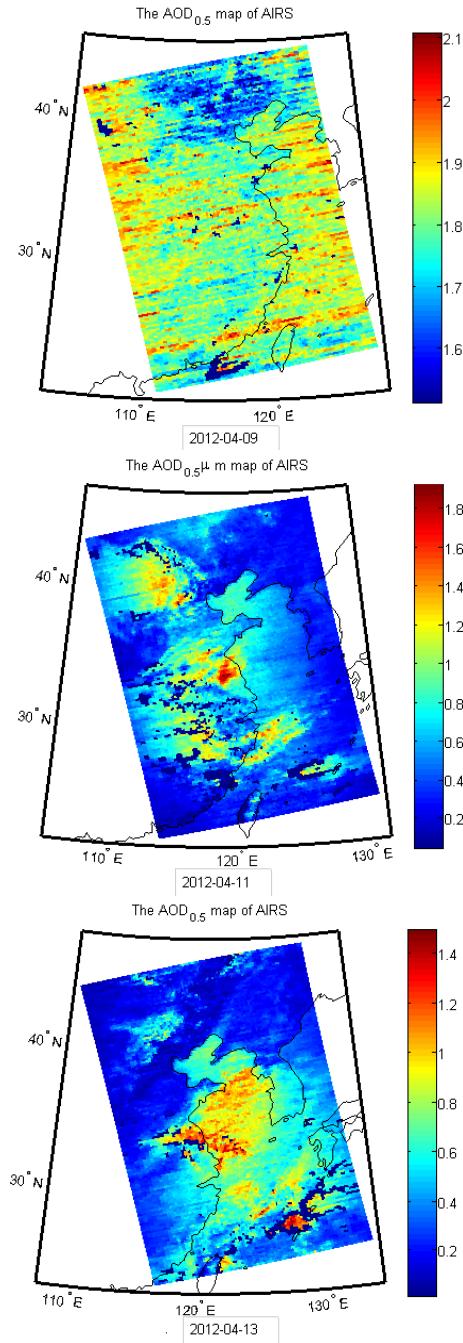 The AOD0.5 map of AIRS
2.1
2
1.9
1.8
1.7
1.6
40°N
30°N
110°E
120°E
2012-04-09
The AOD0.5μ m map of AIRS
1.8
1.6
1.4
1.2
1
0.8
0.6
0.4
0.2
40°N
30°N
110°E
120°E
130°E
2012-04-11
The AOD0.5 map of AIRS
1.4
1.2
1
0.8
0.6
0.4
0.2
40°N
30°N
110°E
120°E
130°E
2012-04-13